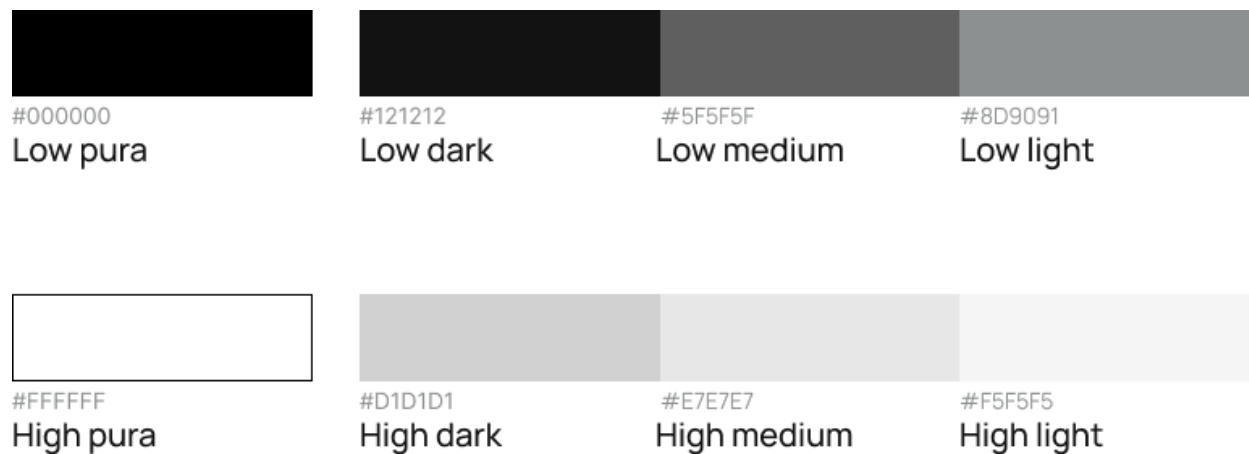 #000000 #121212 #5F5F5F #8D9091
Low pura Low dark Low medium Low light
#FFFFFF #D1D1D1 #E7E7E7 #F5F5F5
High pura High dark High medium High light